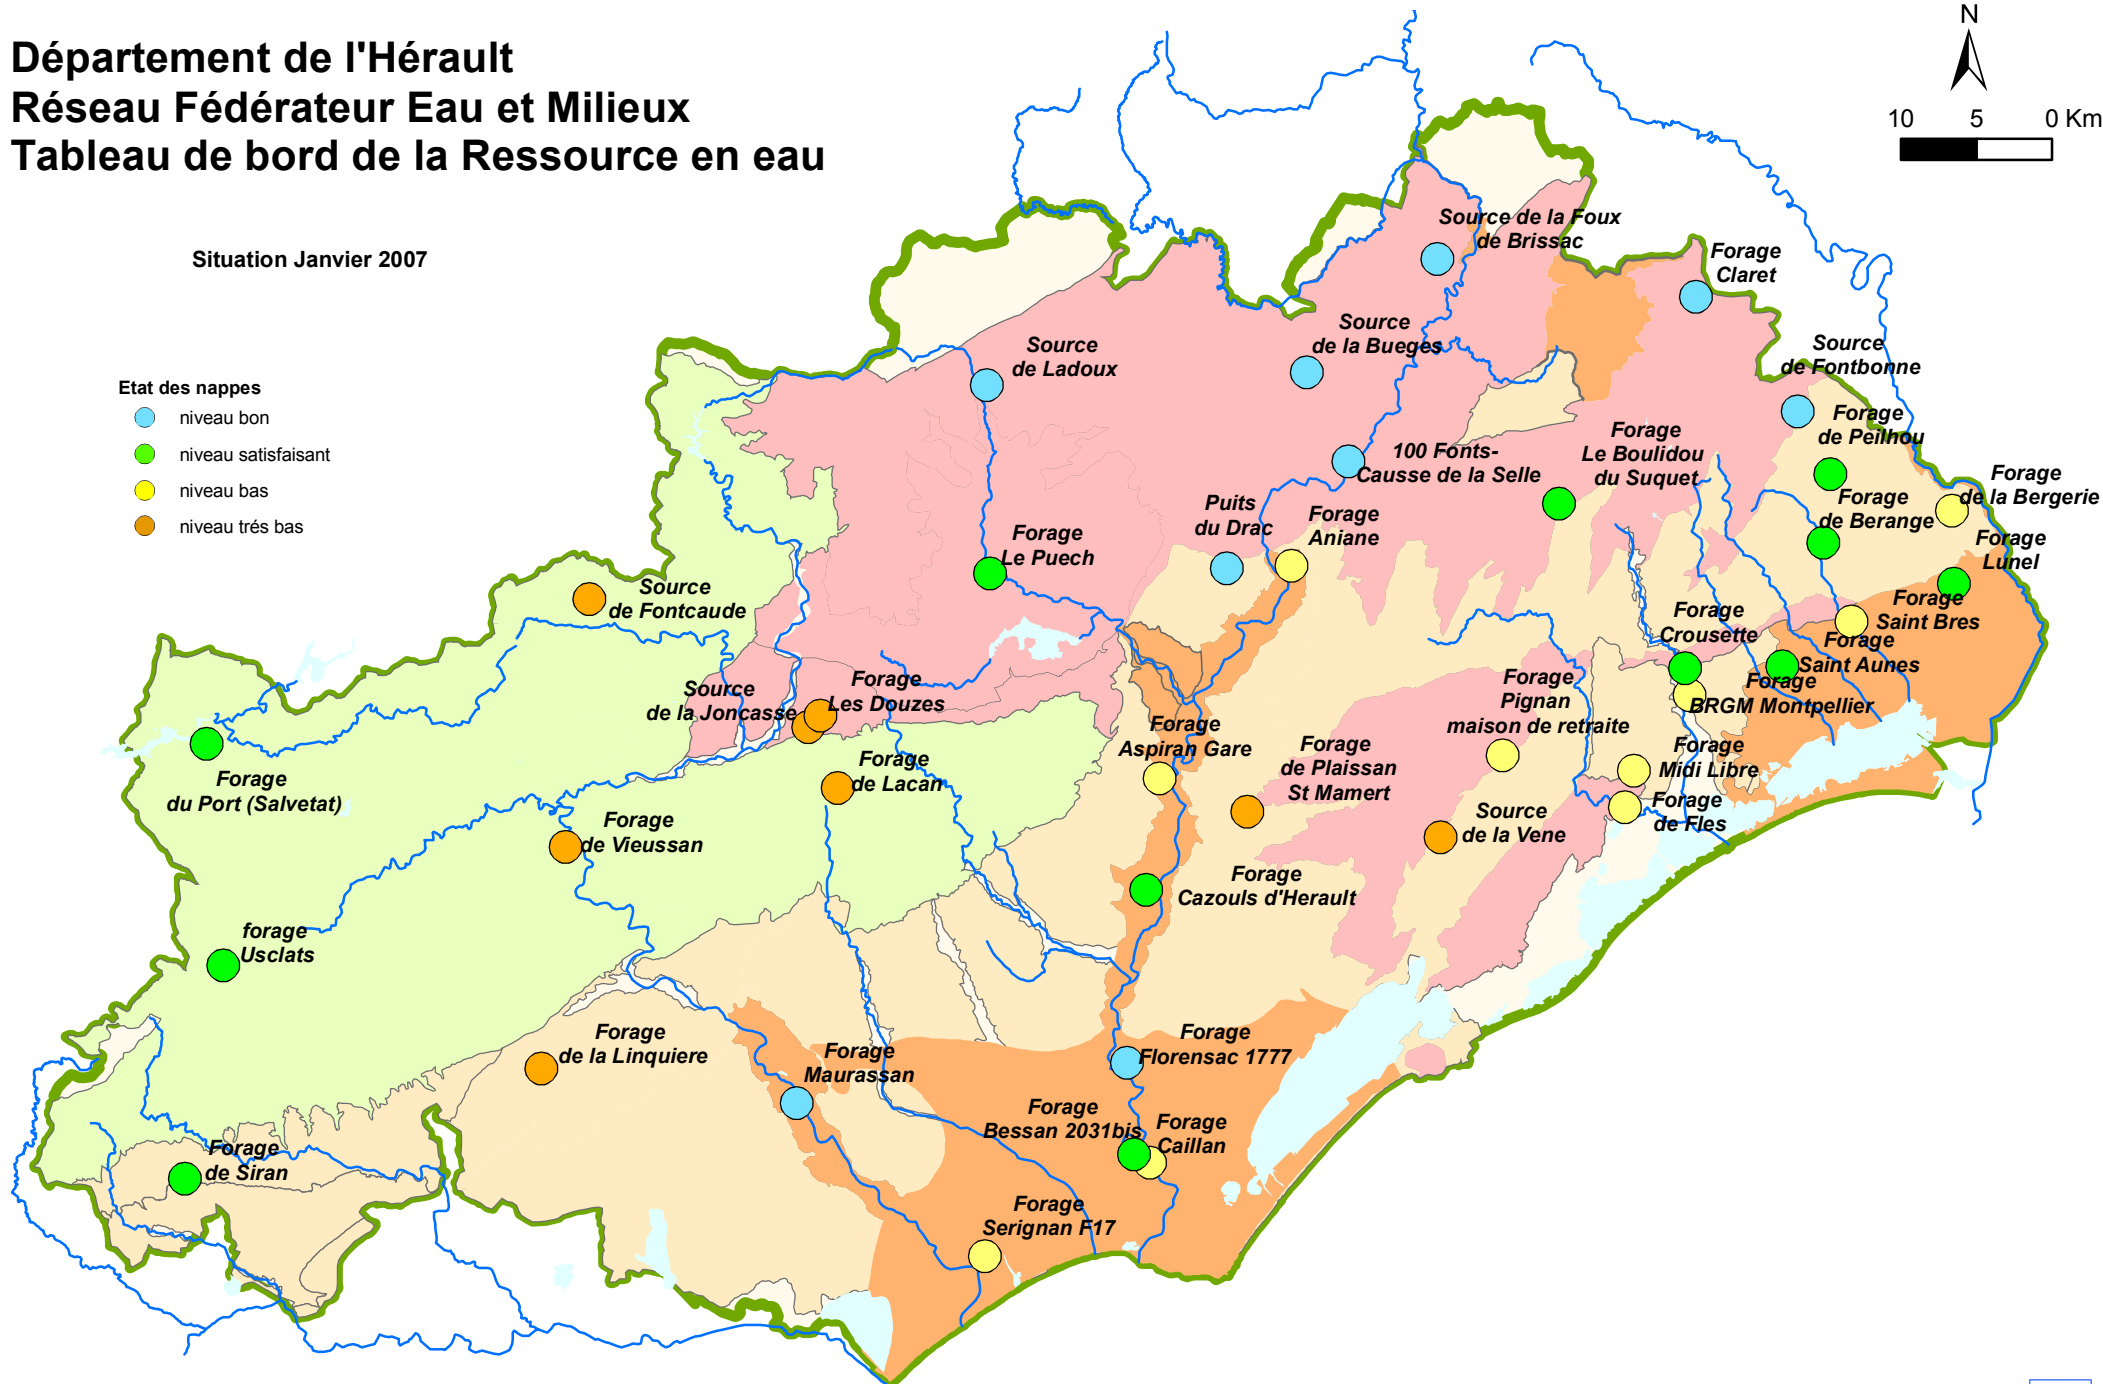 Département de l'Hérault
Réseau Fédérateur Eau et Milieux
Tableau de bord de la Ressource en eau
N
10 5 0 Km
Situation Janvier 2007
Etat des nappes
niveau bon
niveau satisfaisant
niveau bas
niveau trés bas
Source de la Foux
de Brissac
Forage
Claret
Source
de la Bueges
Source
de Ladoux
Source
de Fontbonne
Forage
de Peilhou
100 Fonts-
Causse de la Selle
Forage
Le Boulidou
du Suquet
Forage
de la Bergerie
Forage
de Berange
Puits
du Drac
Forage
Aniane
Forage
Le Puech
Forage
Lunel
Source
de Fontcaude
Forage
Saint Bres
Forage
Crousette
Forage
Saint Aunes
Forage
BRGM Montpellier
Source
de la Joncasse
Forage
Les Douzes
Forage
Pignan
maison de retraite
Forage
Aspiran Gare
Forage
de Plaissan
St Mamert
Forage
Midi Libre
Forage
de Lacan
Forage
du Port (Salvetat)
Forage
de Fles
Source
de la Vene
Forage
de Vieussan
Forage
Cazouls d'Herault
forage
Usclats
Forage
de la Linquiere
Forage
Maurassan
Forage
Florensac 1777
Forage
Bessan 2031bis
Forage
Caillan
Forage
de Siran
Forage
Serignan F17